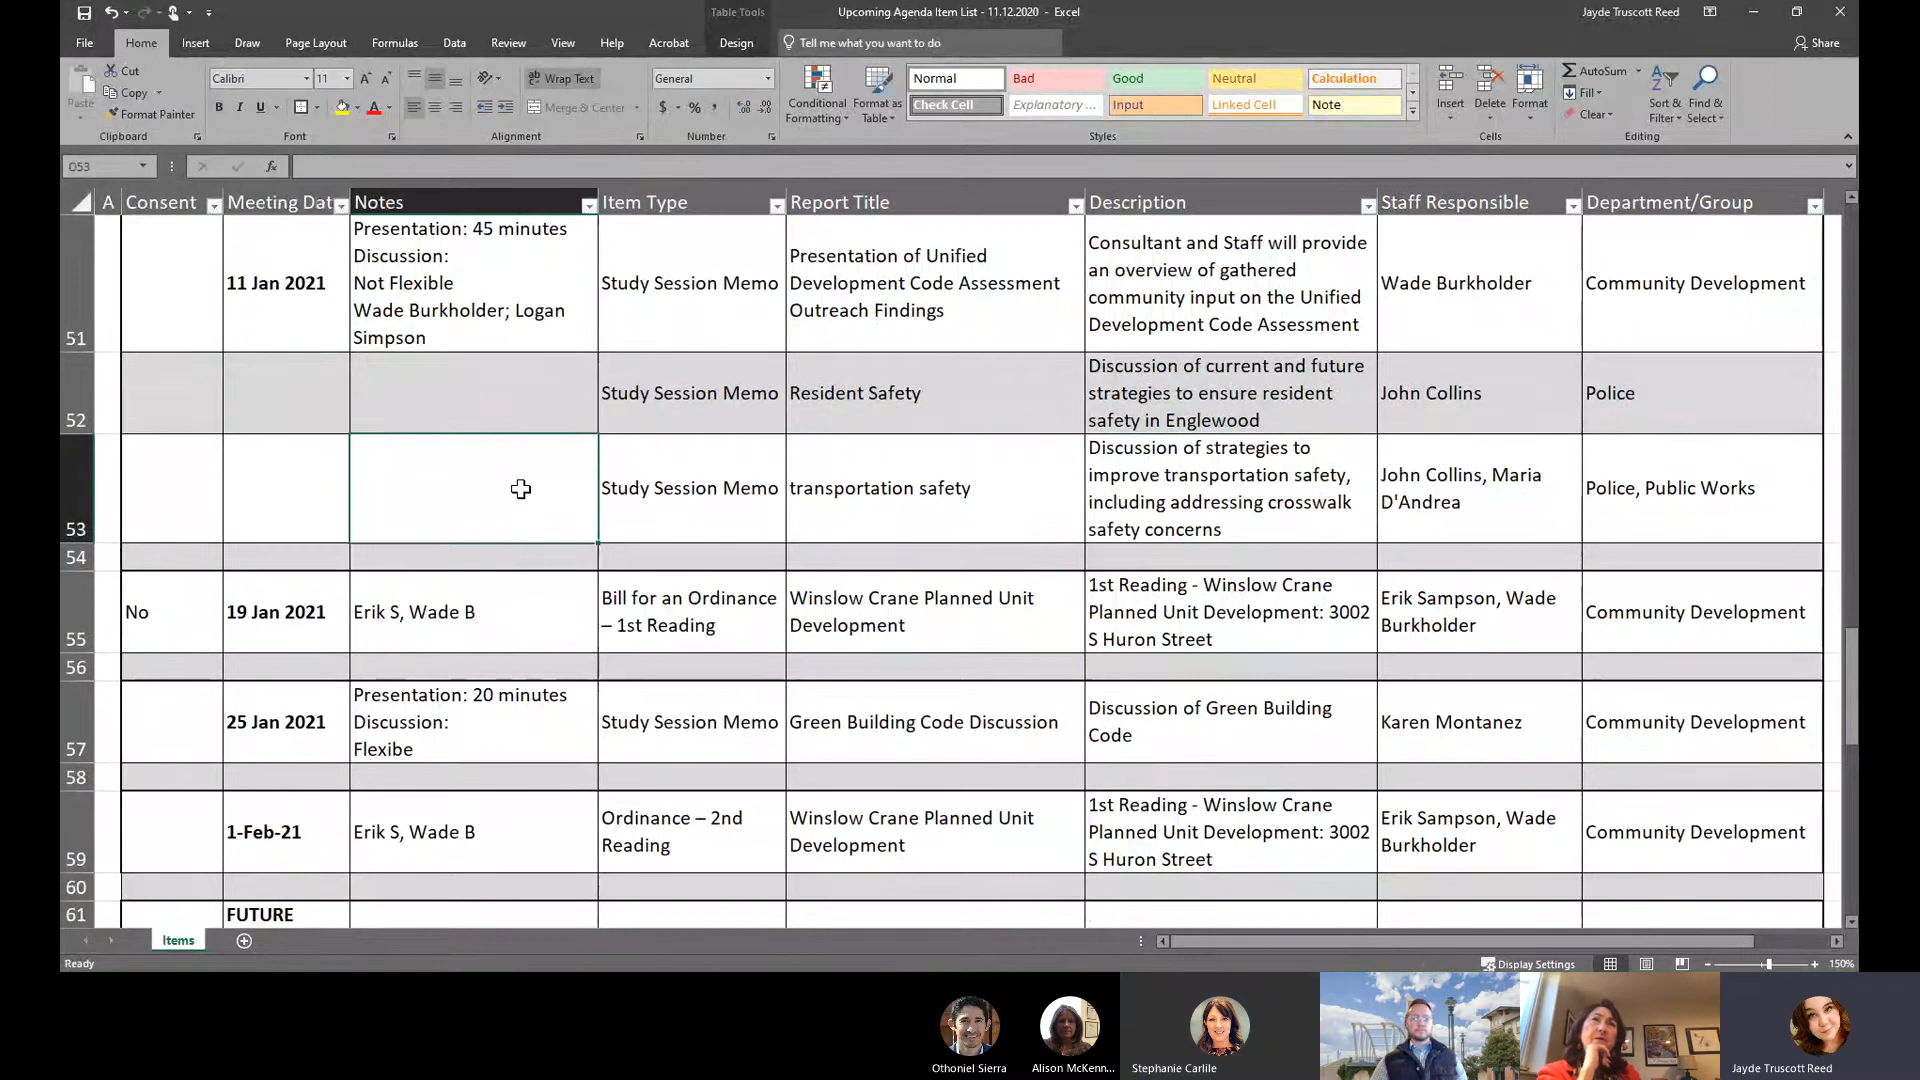 Table Tools
Upcoming Agenda Item List - 11.12.2020 - Excel
Jayde Truscott Reed
File
Home
Insert
Draw
Page Layout
Formulas
Data
Review
View
Help
Acrobat
Design
Tell me what you want to do
Share
Paste
Cut
Copy
Format Painter
Clipboard
Calibri
11
B I U
Font
Wrap Text
Merge & Center
Alignment
General
$ % ,
Number
Conditional
Formatting
Format as
Table
Normal
Bad
Good
Neutral
Calculation
Check Cell
Explanatory ...
Input
Linked Cell
Note
Styles
Insert
Delete
Format
Cells
AutoSum
Fill
Clear
Sort &
Filter
Find &
Select
Editing
D53
fx
A
Consent
Meeting Dat
Notes
Item Type
Report Title
Description
Staff Responsible
Department/Group
51
11 Jan 2021
Presentation: 45 minutes
Discussion:
Not Flexible
Wade Burkholder; Logan
Simpson
Study Session Memo
Presentation of Unified
Development Code Assessment
Outreach Findings
Consultant and Staff will provide
an overview of gathered
community input on the Unified
Development Code Assessment
Wade Burkholder
Community Development
52
Study Session Memo
Resident Safety
Discussion of current and future
strategies to ensure resident
safety in Englewood
John Collins
Police
53
Study Session Memo
transportation safety
Discussion of strategies to
improve transportation safety,
including addressing crosswalk
safety concerns
John Collins, Maria
D'Andrea
Police, Public Works
54
55
No
19 Jan 2021
Erik S, Wade B
Bill for an Ordinance
– 1st Reading
Winslow Crane Planned Unit
Development
1st Reading - Winslow Crane
Planned Unit Development: 3002
S Huron Street
Erik Sampson, Wade
Burkholder
Community Development
56
57
25 Jan 2021
Presentation: 20 minutes
Discussion:
Flexibe
Study Session Memo
Green Building Code Discussion
Discussion of Green Building
Code
Karen Montanez
Community Development
58
59
1-Feb-21
Erik S, Wade B
Ordinance – 2nd
Reading
Winslow Crane Planned Unit
Development
1st Reading - Winslow Crane
Planned Unit Development: 3002
S Huron Street
Erik Sampson, Wade
Burkholder
Community Development
60
61
FUTURE
Items
Ready
Display Settings
150%
Othoniel Sierra
Alison McKenn...
Stephanie Carlile
Jayde Truscott Reed